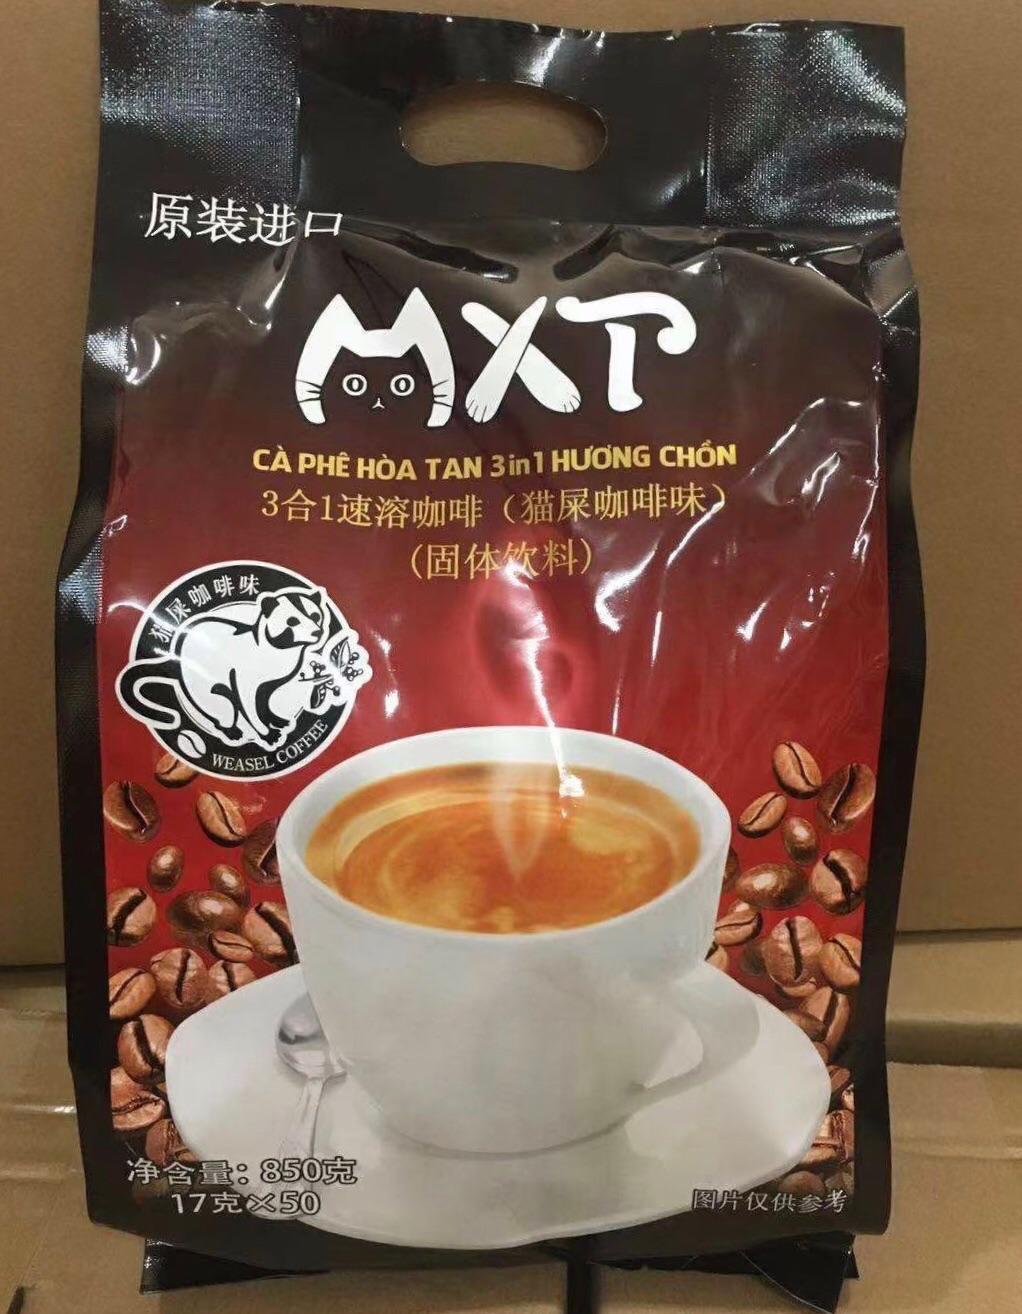 原装进口
MXT
CÀ PHÊ HÒA TAN 3in1 HƯƠNG CHỒN
3合1速溶咖啡（猫屎咖啡味）
（固体饮料）
猫屎咖啡味
WEASEL COFFEE
净含量：850克
17克×50
图片仅供参考